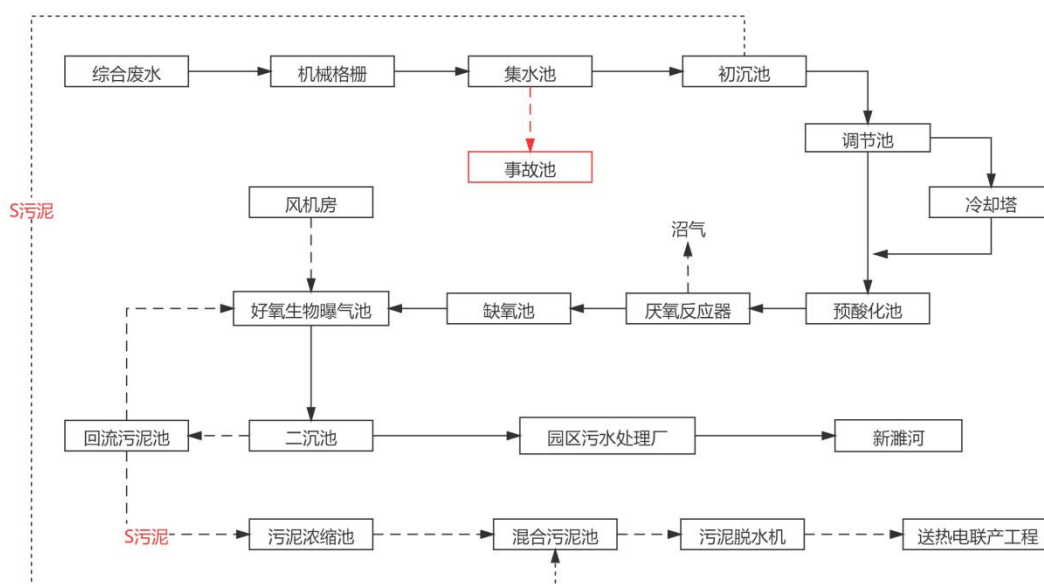 综合废水
机械格栅
集水池
初沉池
调节池
事故池
S污泥
风机房
冷却塔
沼气
好氧生物曝气池
缺氧池
厌氧反应器
预酸化池
回流污泥池
二沉池
园区污水处理厂
新濉河
S污泥
污泥浓缩池
混合污泥池
污泥脱水机
送热电联产工程